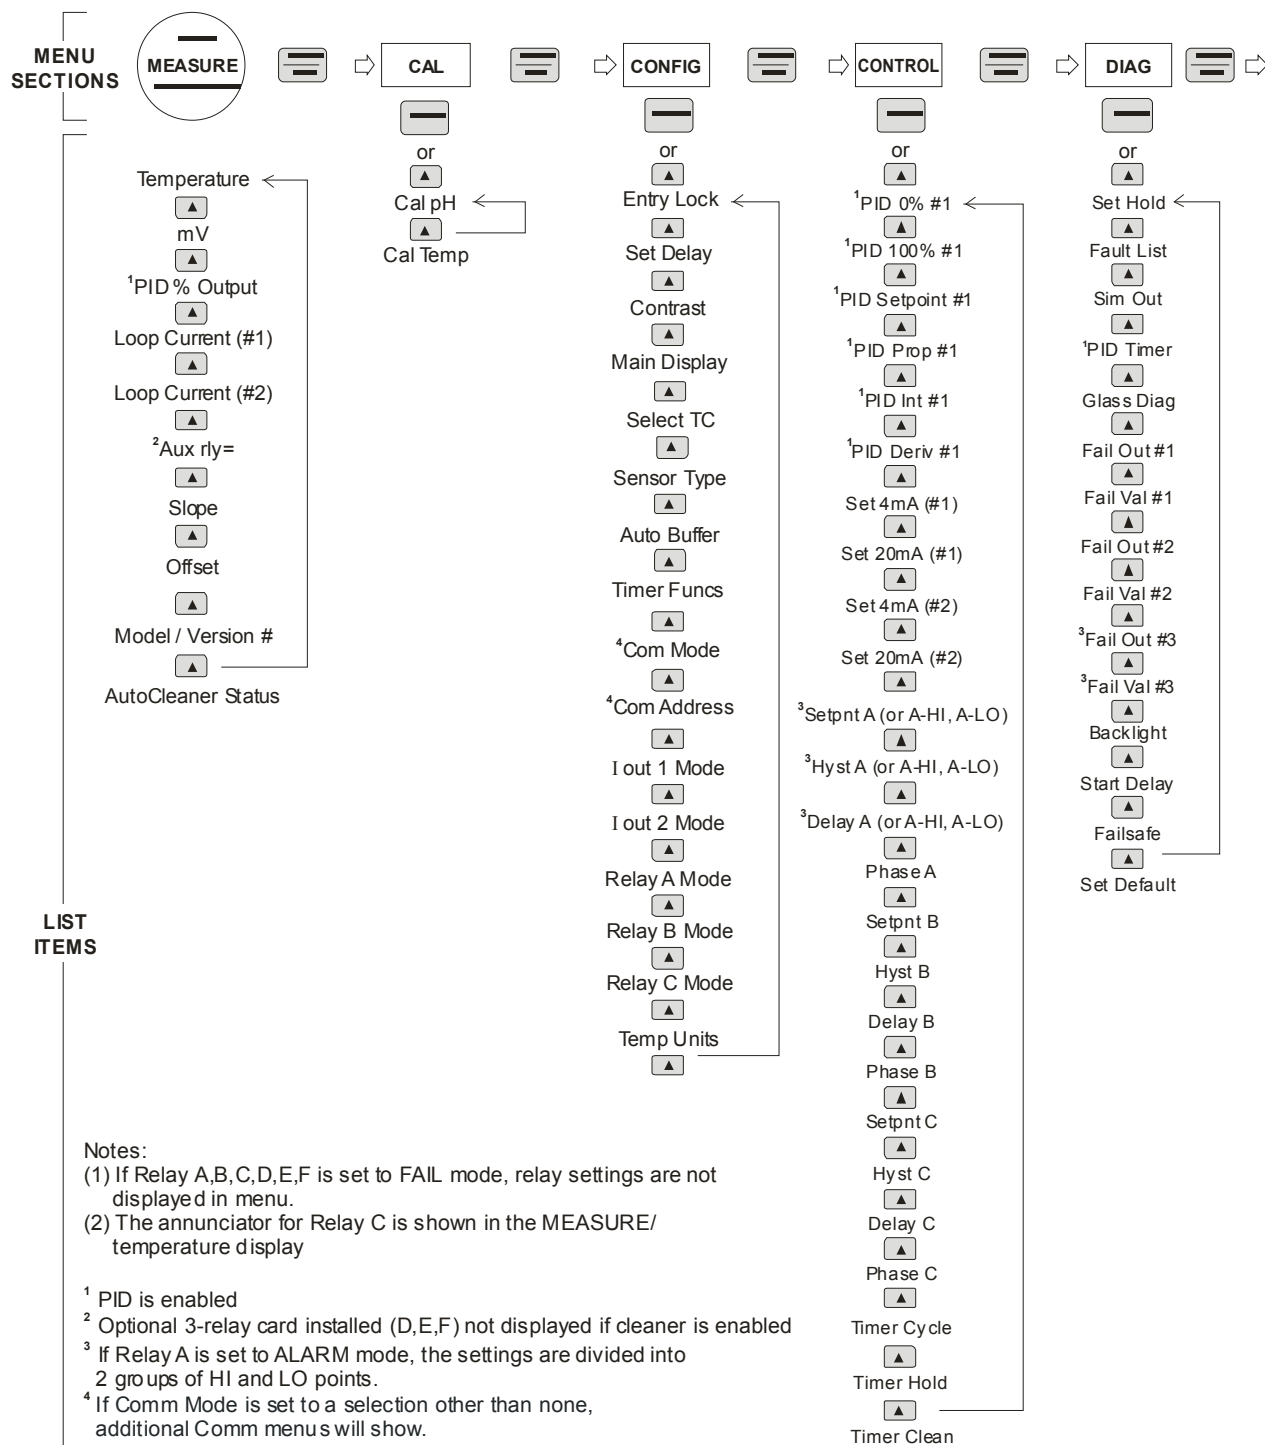 MENU
SECTIONS
MEASURE
CAL
CONFIG
CONTROL
DIAG
Temperature
mV
¹PID % Output
Loop Current (#1)
Loop Current (#2)
²Aux rly=
Slope
Offset
Model / Version #
AutoCleaner Status
or
Cal pH
Cal Temp
or
Entry Lock
Set Delay
Contrast
Main Display
Select TC
Sensor Type
Auto Buffer
Timer Funcs
⁴Com Mode
⁴Com Address
I out 1 Mode
I out 2 Mode
Relay A Mode
Relay B Mode
Relay C Mode
Temp Units
or
¹PID 0% #1
¹PID 100% #1
¹PID Setpoint #1
¹PID Prop #1
¹PID Int #1
¹PID Deriv #1
Set 4mA (#1)
Set 20mA (#1)
Set 4mA (#2)
Set 20mA (#2)
³Setpnt A (or A-HI, A-LO)
³Hyst A (or A-HI, A-LO)
³Delay A (or A-HI, A-LO)
Phase A
Setpnt B
Hyst B
Delay B
Phase B
Setpnt C
Hyst C
Delay C
Phase C
Timer Cycle
Timer Hold
Timer Clean
or
Set Hold
Fault List
Sim Out
¹PID Timer
Glass Diag
Fail Out #1
Fail Val #1
Fail Out #2
Fail Val #2
³Fail Out #3
³Fail Val #3
Backlight
Start Delay
Failsafe
Set Default
LIST
ITEMS
Notes:
(1) If Relay A,B,C,D,E,F is set to FAIL mode, relay settings are not
displayed in menu.
(2) The annunciator for Relay C is shown in the MEASURE/
temperature display
¹ PID is enabled
² Optional 3-relay card installed (D,E,F) not displayed if cleaner is enabled
³ If Relay A is set to ALARM mode, the settings are divided into
2 groups of HI and LO points.
⁴ If Comm Mode is set to a selection other than none,
additional Comm menus will show.